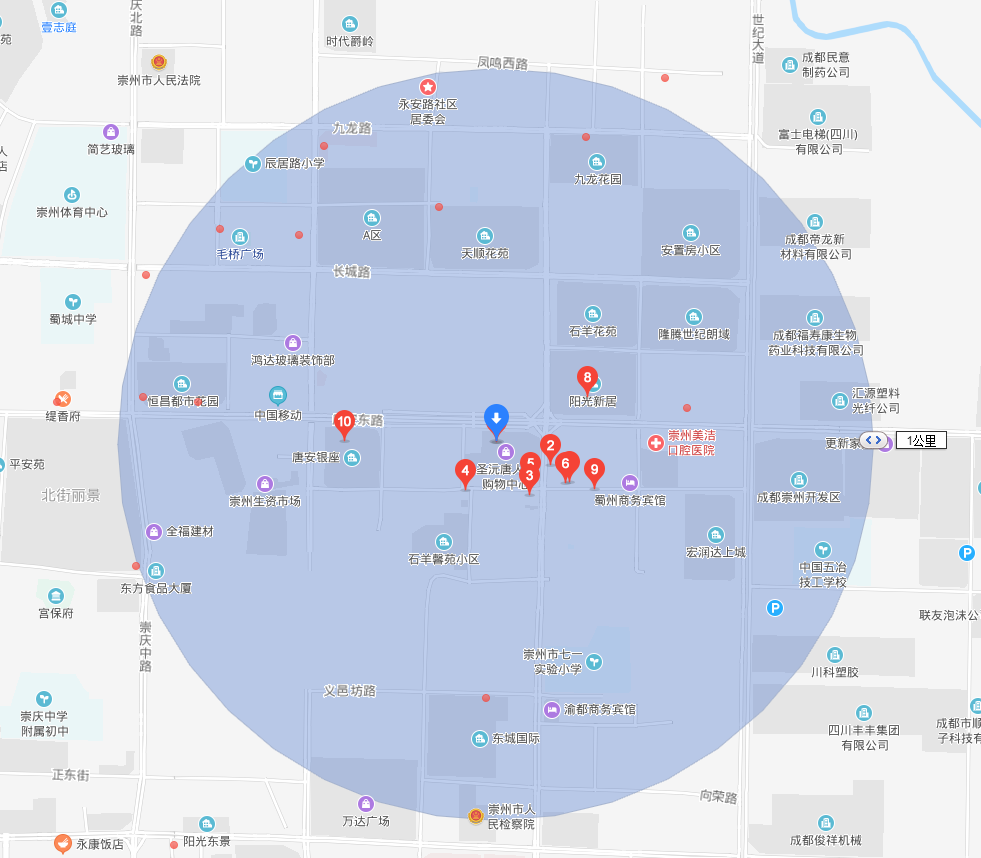 壹志庭
苑
庆北路
时代爵岭
世纪大道
凤鸣西路
成都民意
制药公司
崇州市人民法院
永安路社区
居委会
九龙路
富士电梯(四川)
有限公司
简艺玻璃
人
店
辰居路小学
九龙花园
崇州体育中心
A区
毛桥广场
天顺花苑
安置房小区
成都帝龙新
材料有限公司
长城路
蜀城中学
石羊花苑
隆腾世纪朗域
成都福寿康生物
药业科技有限公司
鸿达玻璃装饰部
8
恒昌都市花园
中国移动
阳光新居
汇源塑料
光纤公司
缇香府
10
东路
2
崇州美洁
口腔医院
更新家
1公里
平安苑
唐安银座
4
圣沅唐人
购物中心
5
3
6
9
北街丽景
崇州生资市场
蜀州商务宾馆
成都崇州开发区
全福建材
石羊馨苑小区
宏润达上城
中国五冶
技工学校
P
东方食品大厦
宫保府
P
联友泡沫公
崇庆中路
崇州市七一
实验小学
川科塑胶
义邑坊路
崇庆中学
附属初中
渝都商务宾馆
东城国际
四川丰丰集团
有限公司
成都市顺
子科技有
正东街
向荣路
万达广场
崇州市人
民检察院
永康饭店
阳光东景
成都俊祥机械